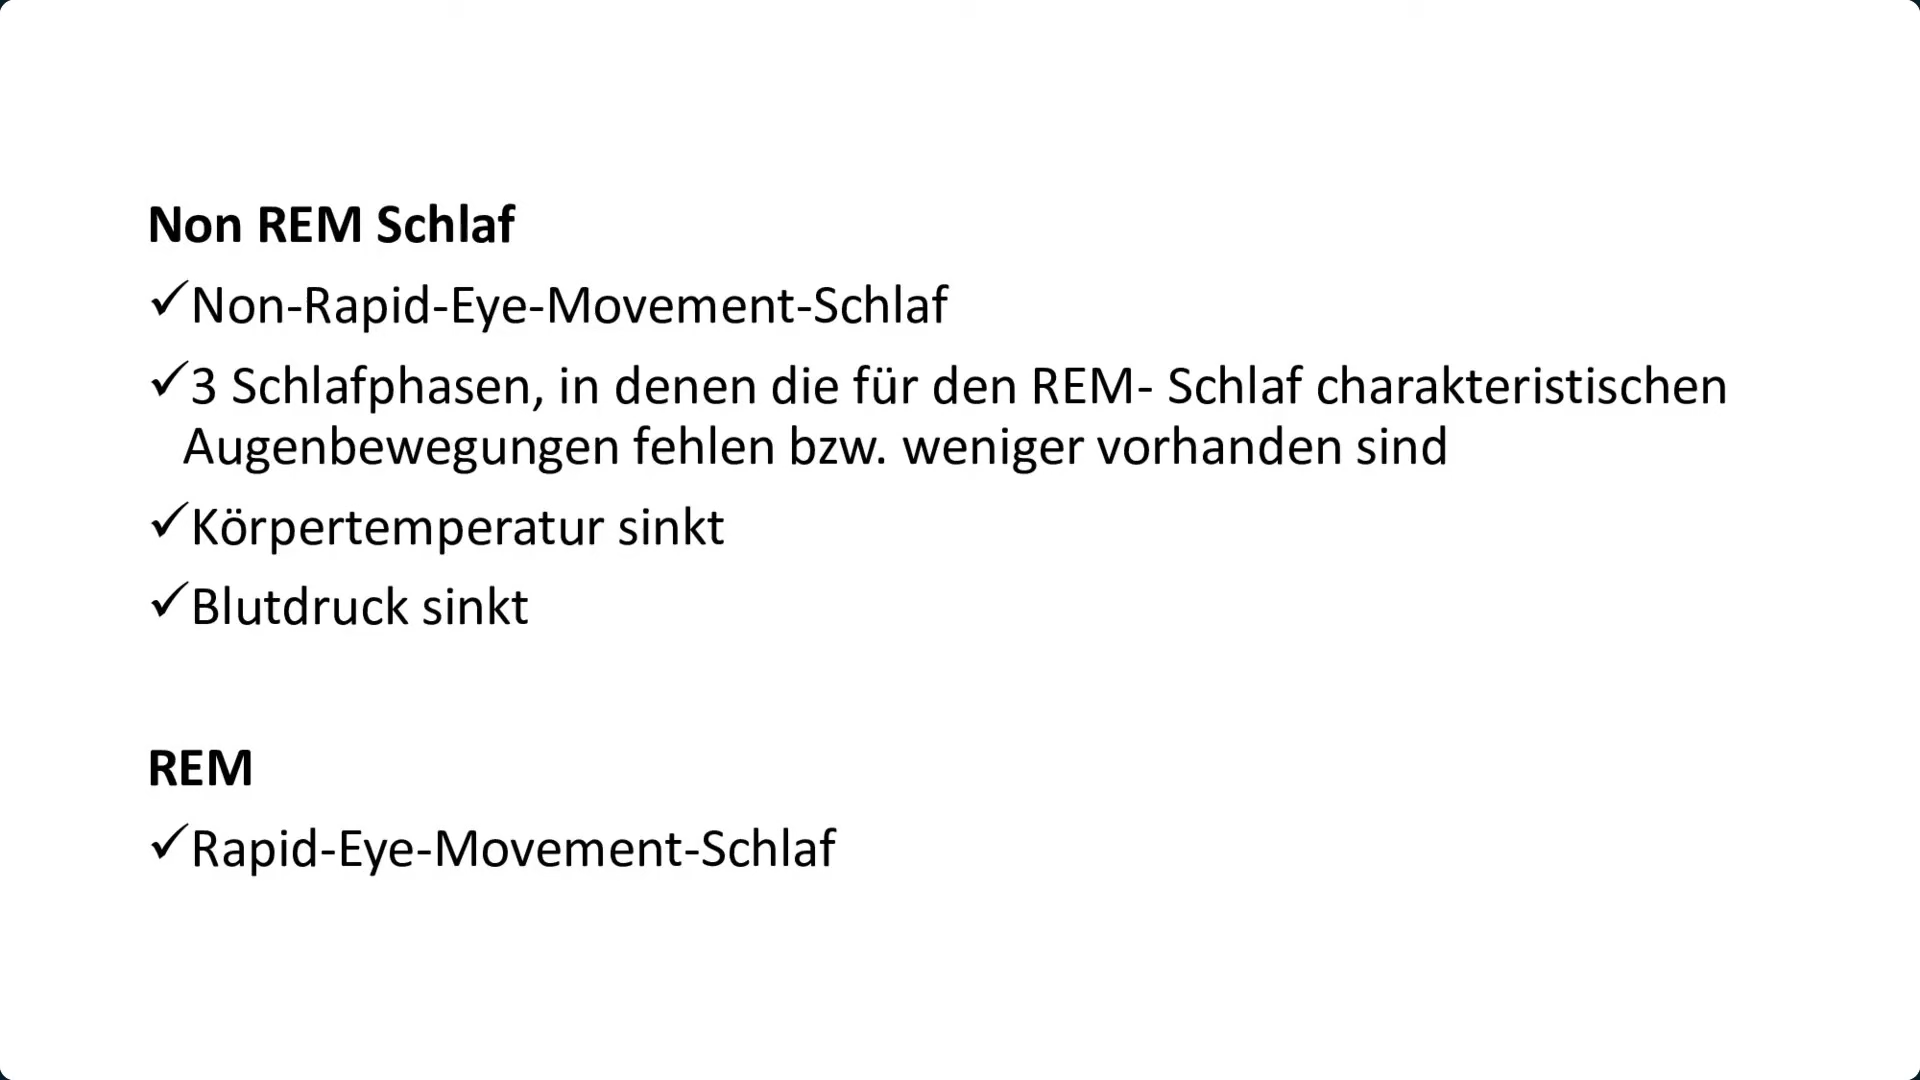 Non REM Schlaf
✓Non-Rapid-Eye-Movement-Schlaf
✓3 Schlafphasen, in denen die für den REM- Schlaf charakteristischen
Augenbewegungen fehlen bzw. weniger vorhanden sind
✓Körpertemperatur sinkt
✓Blutdruck sinkt
REM
✓Rapid-Eye-Movement-Schlaf